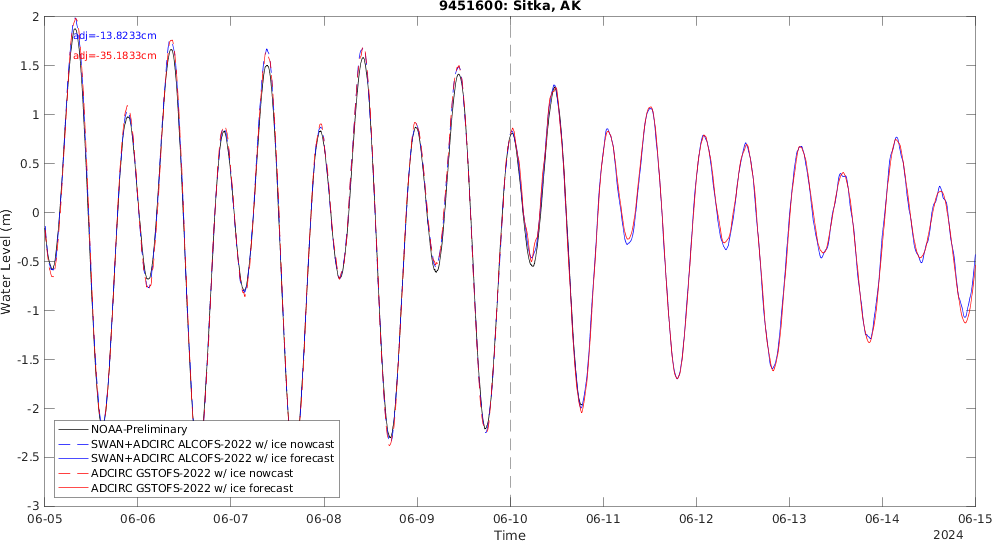 9451600: Sitka, AK
adj=-13.8233cm
adj=-35.1833cm
Water Level (m)
2
1.5
1
0.5
0
-0.5
-1
-1.5
-2
-2.5
-3
NOAA-Preliminary
SWAN+ADCIRC ALCOFS-2022 w/ ice nowcast
SWAN+ADCIRC ALCOFS-2022 w/ ice forecast
ADCIRC GSTOFS-2022 w/ ice nowcast
ADCIRC GSTOFS-2022 w/ ice forecast
06-05 06-06 06-07 06-08 06-09 06-10 06-11 06-12 06-13 06-14 06-15
Time
2024